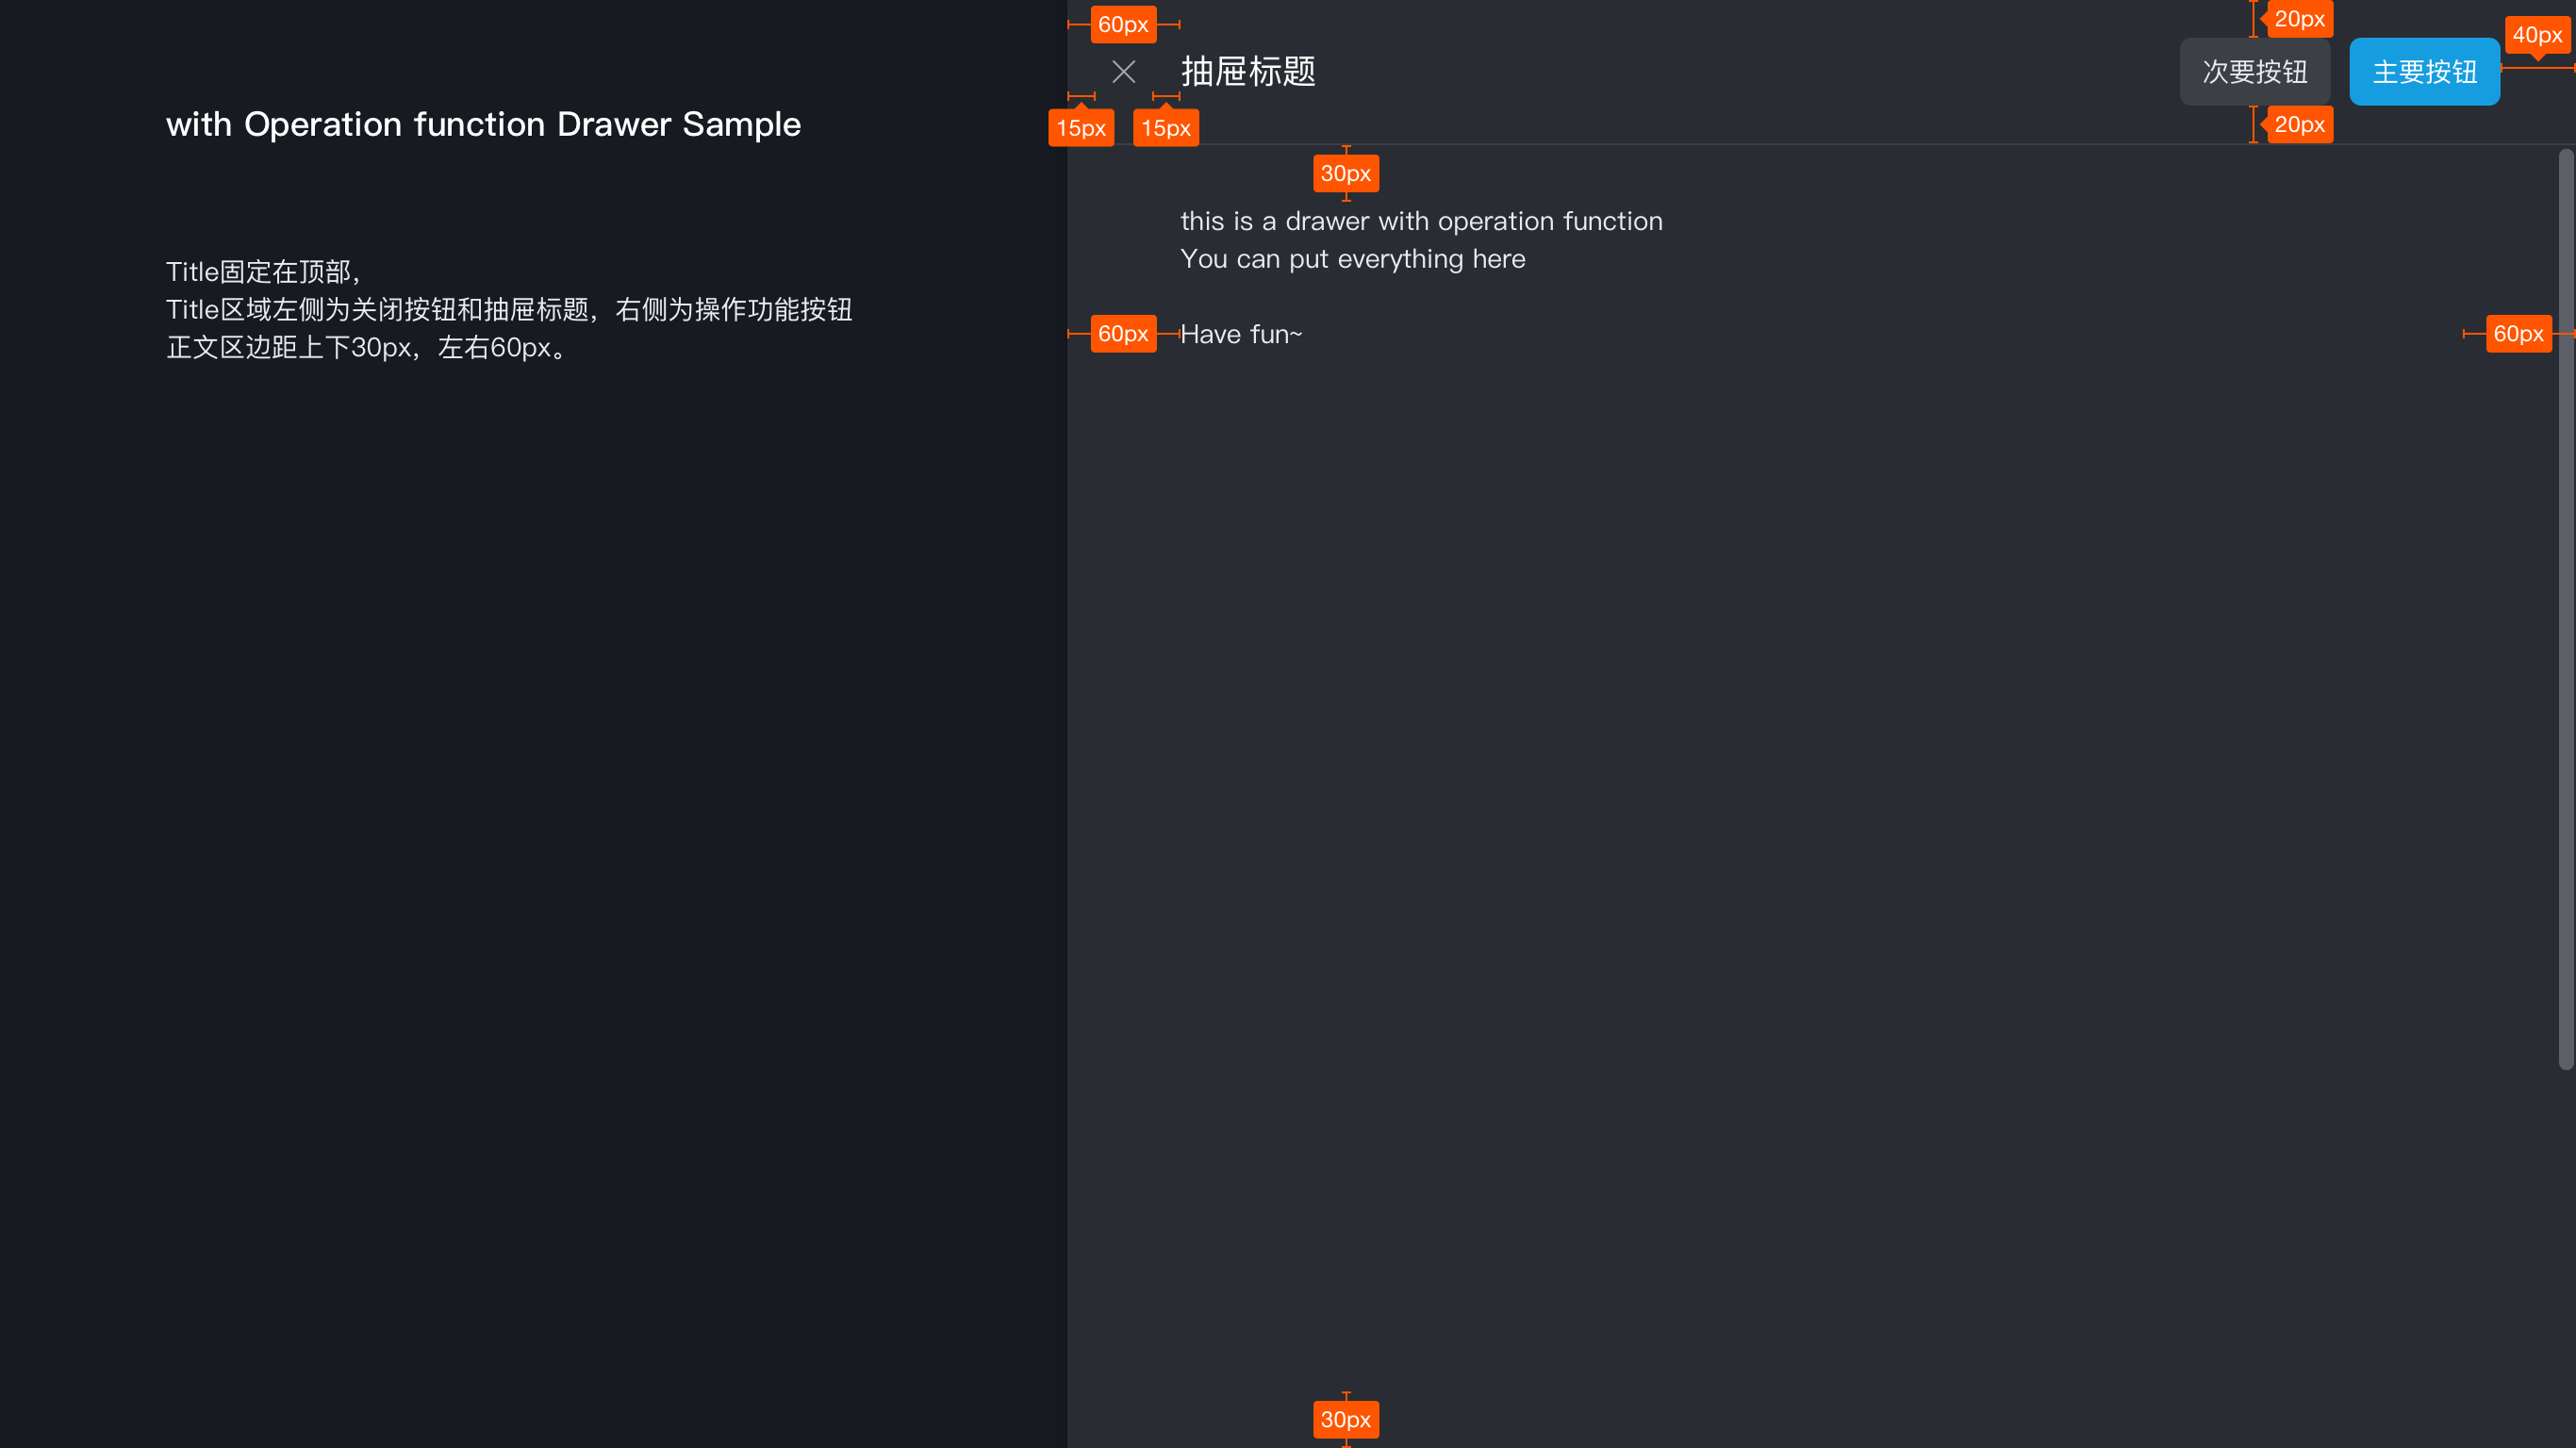 with Operation function Drawer Sample
Title固定在顶部，
Title区域左侧为关闭按钮和抽屉标题，右侧为操作功能按钮
正文区边距上下30px，左右60px。
60px
20px
40px
抽屉标题
次要按钮
主要按钮
15px
15px
20px
30px
this is a drawer with operation function
You can put everything here
60px
Have fun~
60px
30px